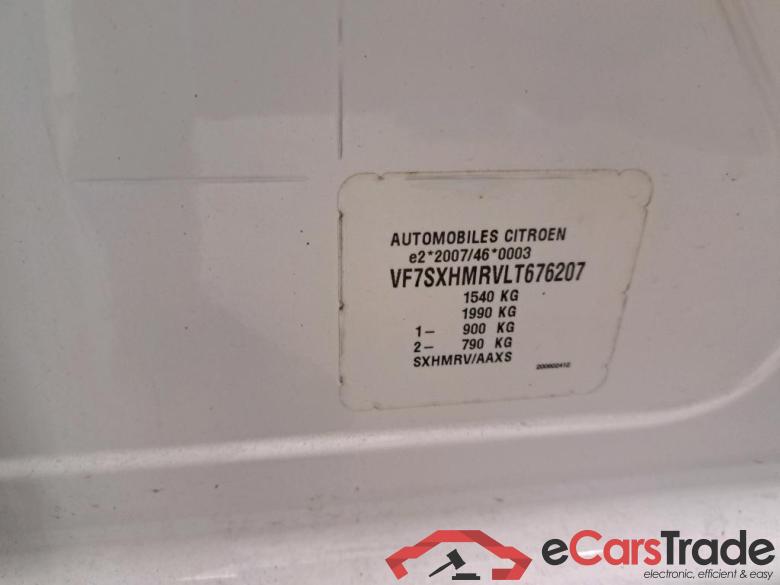 AUTOMOBILES CITROEN
e2*2007/46*0003
VF7SXHMRVLT676207
1540 KG
1990 KG
1– 900 KG
2– 790 KG
SXHMRV/AAXS
200602412
eCarsTrade
electronic, efficient & easy